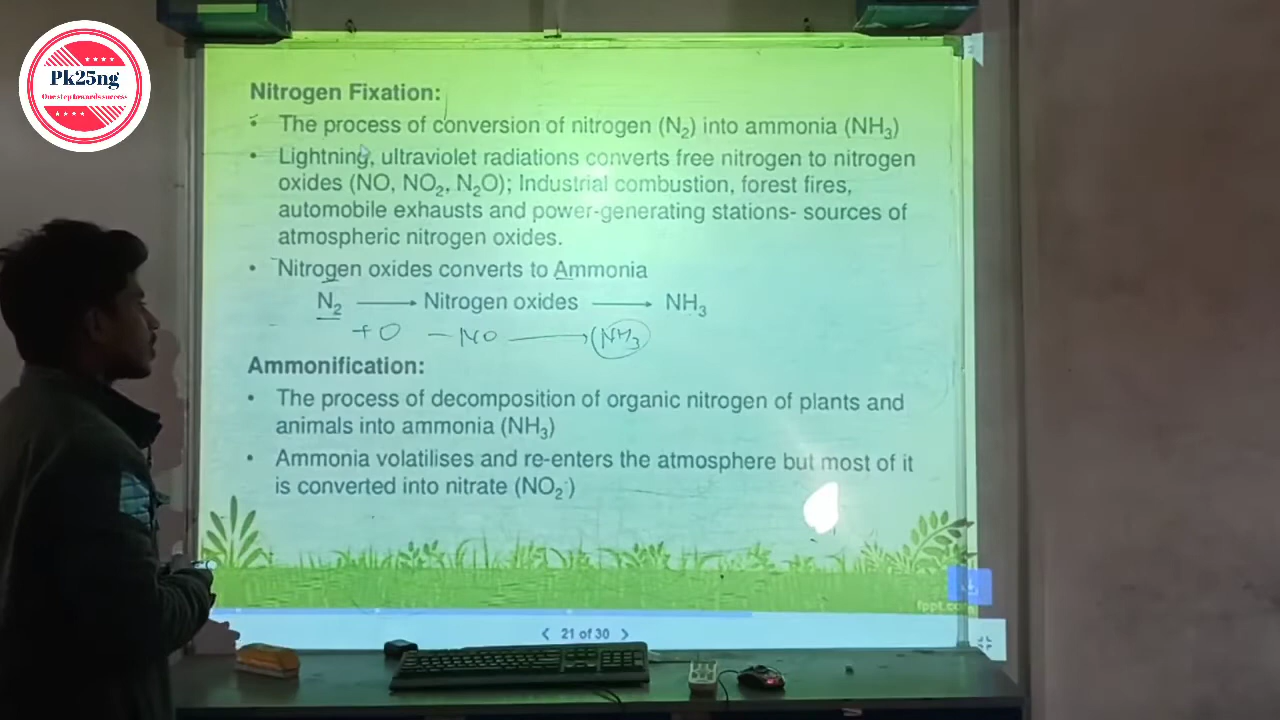 Pk25ng
One step towards success
Nitrogen Fixation:
• The process of conversion of nitrogen (N₂) into ammonia (NH₃)
• Lightning, ultraviolet radiations converts free nitrogen to nitrogen
oxides (NO, NO₂, N₂O); Industrial combustion, forest fires,
automobile exhausts and power-generating stations- sources of
atmospheric nitrogen oxides.
• Nitrogen oxides converts to Ammonia
N₂ → Nitrogen oxides → NH₃
+ O — NO → (NH₃
Ammonification:
• The process of decomposition of organic nitrogen of plants and
animals into ammonia (NH₃)
• Ammonia volatilises and re-enters the atmosphere but most of it
is converted into nitrate (NO₂⁻)
fppt.com
< 21 of 30 >